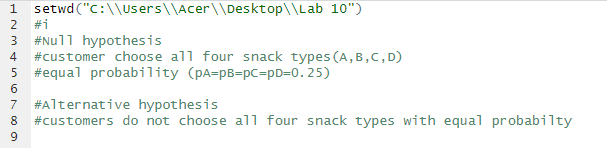 1 setwd("C:\\Users\\Acer\\Desktop\\Lab 10")
2 #i
3 #Null hypothesis
4 #customer choose all four snack types(A,B,C,D)
5 #equal probability (pA=pB=pC=pD=0.25)
6
7 #Alternative hypothesis
8 #customers do not choose all four snack types with equal probabilty
9